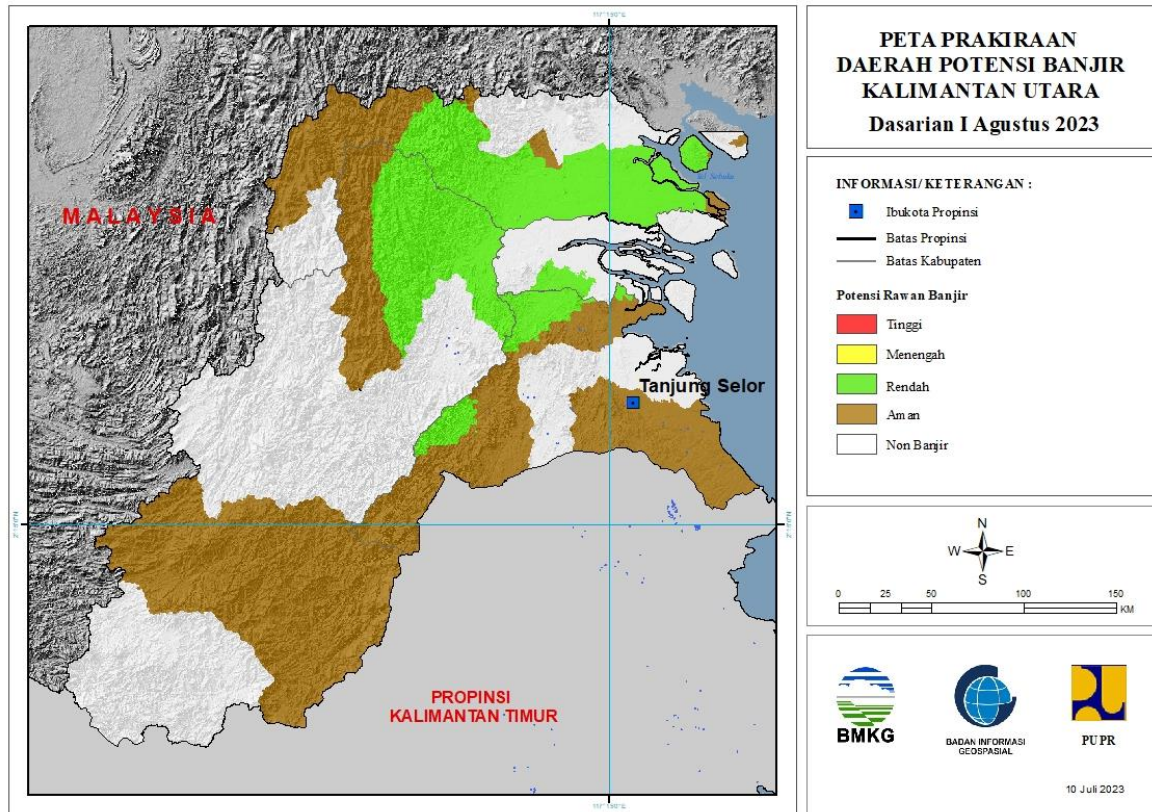 PETA PRAKIRAAN
DAERAH POTENSI BANJIR
KALIMANTAN UTARA
Dasarian I Agustus 2023
INFORMASI/ KETERANGAN :
Ibukota Propinsi
Batas Propinsi
Batas Kabupaten
Potensi Rawan Banjir
Tinggi
Menengah
Rendah
Aman
Non Banjir
MALAYSIA
Tanjung Selor
PROPINSI
KALIMANTAN TIMUR
N
W E
S
0 25 50 100 150
KM
BMKG
BADAN INFORMASI
GEOSPASIAL
PUPR
10 Juli 2023